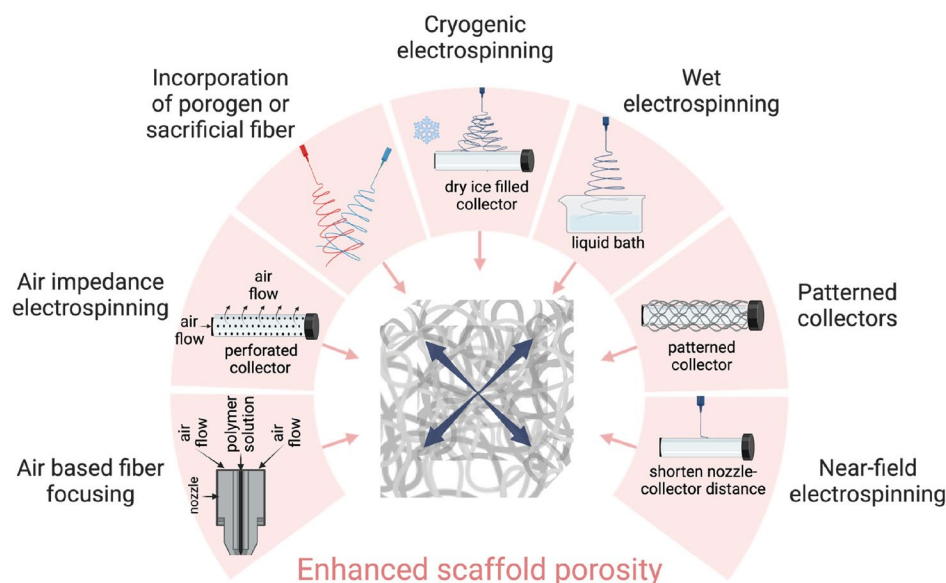 Cryogenic
electrospinning
Incorporation
of porogen or
sacrificial fiber
Wet
electrospinning
dry ice filled
collector
liquid bath
Air impedance
electrospinning
air
flow
air
flow
perforated
collector
Patterned
collectors
patterned
collector
Air based fiber
focusing
air
flow
polymer
solution
air
flow
nozzle
shorten nozzle-
collector distance
Near-field
electrospinning
Enhanced scaffold porosity